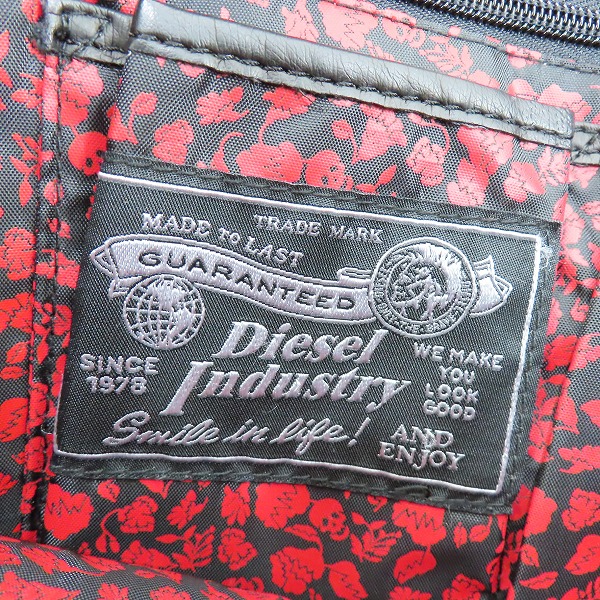 TRADE MARK
MADE to LAST
GUARANTEED
SINCE 1978
Diesel
Industry
WE MAKE
YOU
LOOK
GOOD
Smile in life!
AND
ENJOY